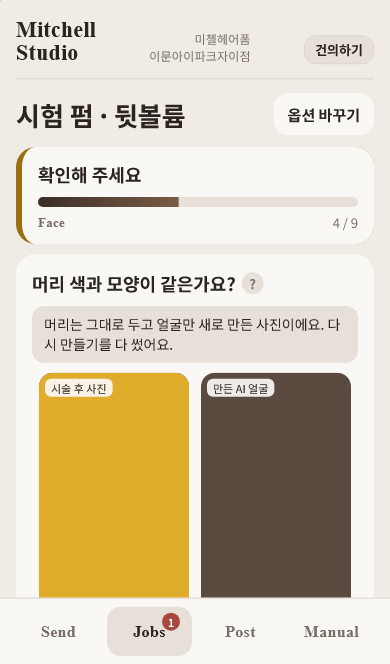 Mitchell
Studio
미젤헤어폼
이문아이파크자이점
건의하기
시험 펌 · 뒷볼륨
옵션 바꾸기
확인해 주세요
Face
4 / 9
머리 색과 모양이 같은가요? ?
머리는 그대로 두고 얼굴만 새로 만든 사진이에요. 다
시 만들기를 다 썼어요.
시술 후 사진
만든 AI 얼굴
Send
Jobs
1
Post
Manual